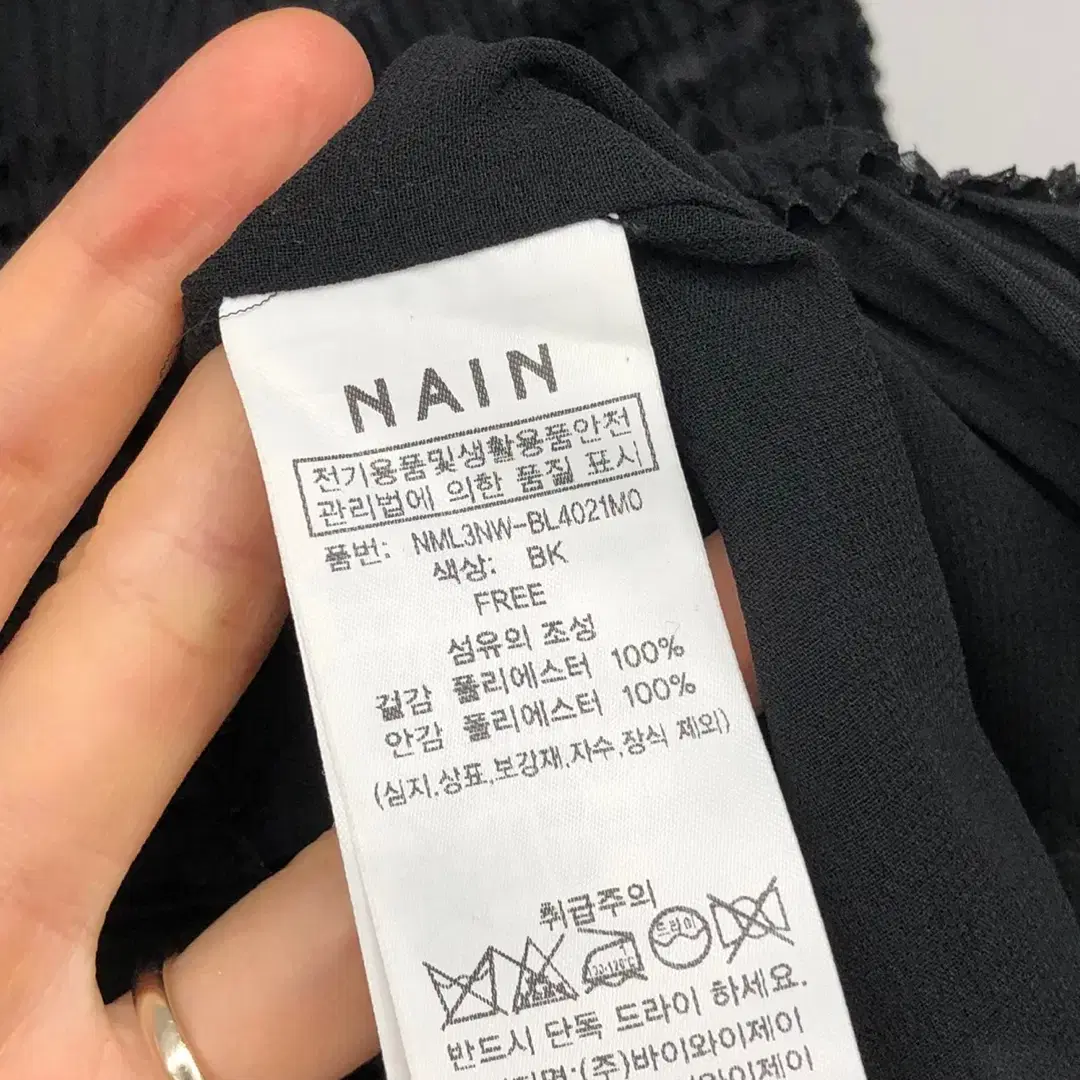 NAIN
전기용품및생활용품안전
관리법에 의한 품질 표시
품번: NML3NW-BL4021M0
색상: BK
FREE
섬유의 조성
겉감 폴리에스터 100%
안감 폴리에스터 100%
(심지,상표,보강재,자수,장식 제외)
취급주의
드라이
반드시 단독 드라이 하세요.
(주)바이와이제이